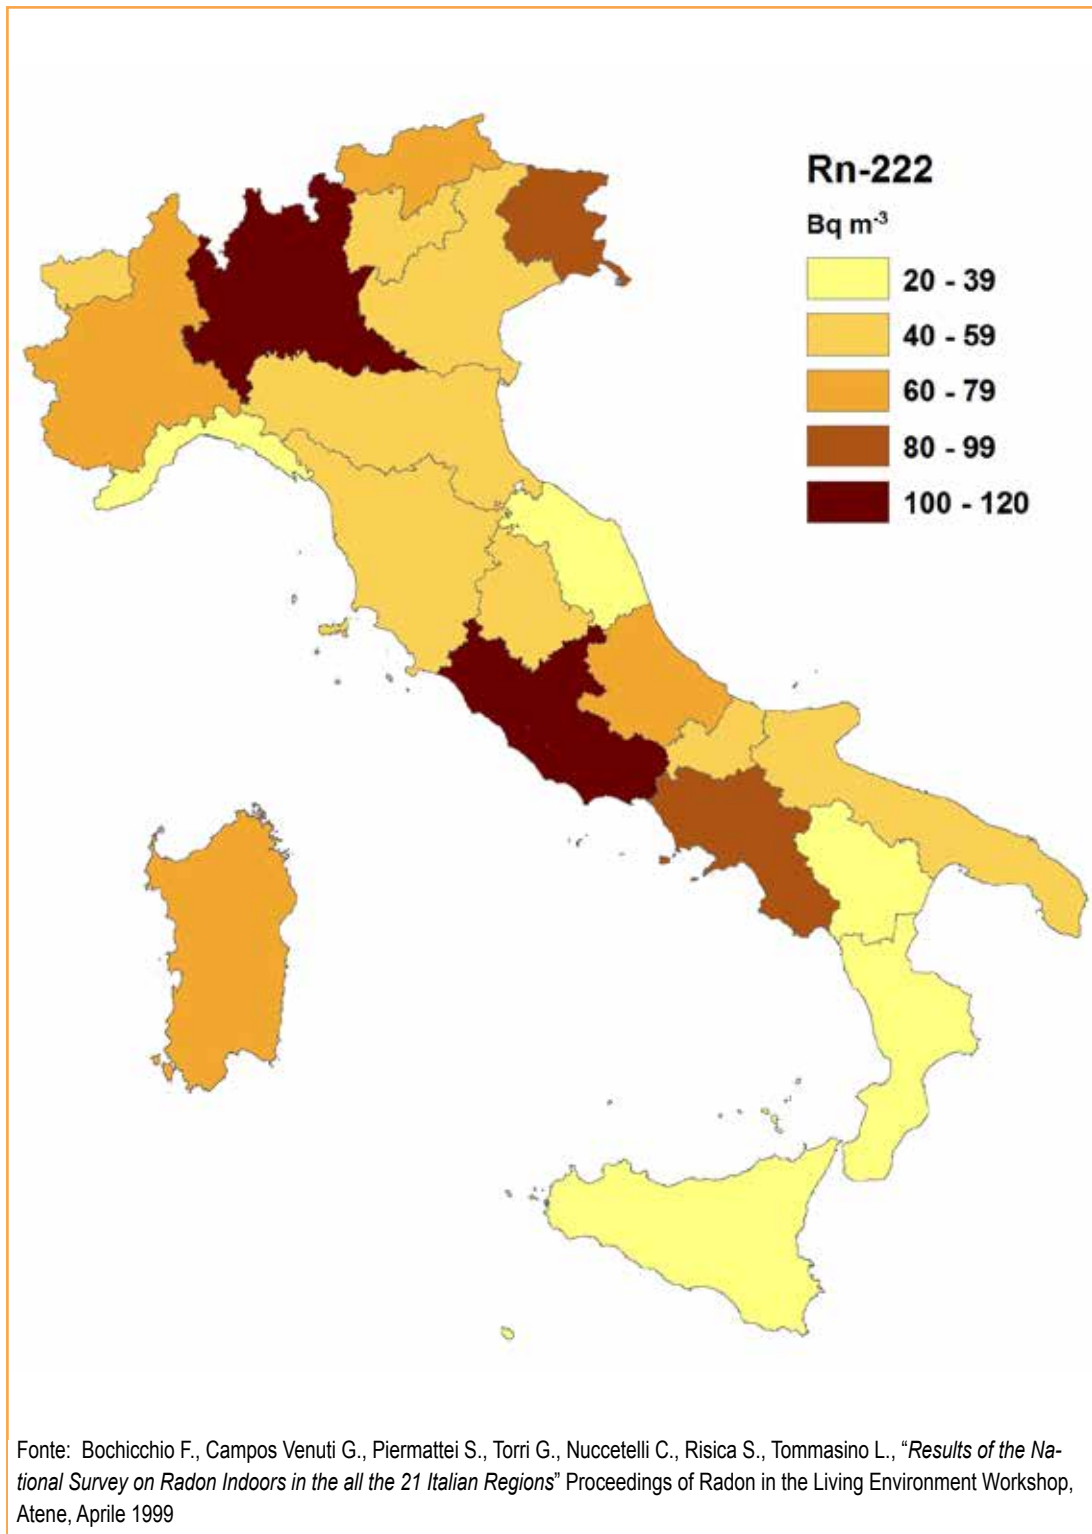 Rn-222
Bq m⁻³
20 - 39
40 - 59
60 - 79
80 - 99
100 - 120
Fonte: Bochicchio F., Campos Venuti G., Piermattei S., Torri G., Nuccetelli C., Risica S., Tommasino L., “Results of the Na-
tional Survey on Radon Indoors in the all the 21 Italian Regions” Proceedings of Radon in the Living Environment Workshop,
Atene, Aprile 1999